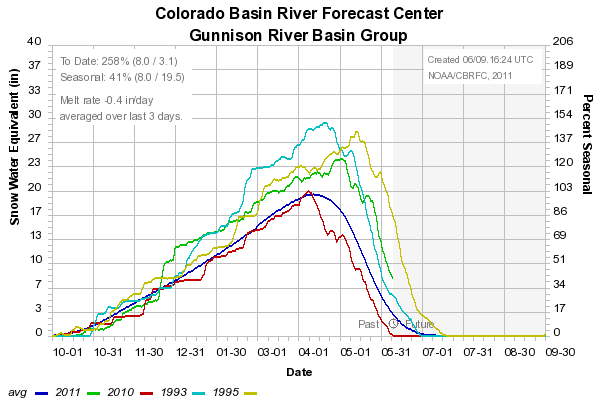 Colorado Basin River Forecast Center
Gunnison River Basin Group
To Date: 258% (8.0 / 3.1)
Seasonal: 41% (8.0 / 19.5)
Melt rate -0.4 in/day
averaged over last 3 days.
Created 06/09.16:24 UTC
NOAA/CBRFC, 2011
Snow Water Equivalent (in)
40
37
33
30
27
23
20
17
13
10
7
3
0
Percent Seasonal
206
189
171
154
137
120
103
86
69
51
34
17
0
Past
Future
10-01 10-31 11-30 12-31 01-30 03-01 04-01 05-01 05-31 07-01 07-31 08-30 09-30
Date
avg 2011 2010 1993 1995